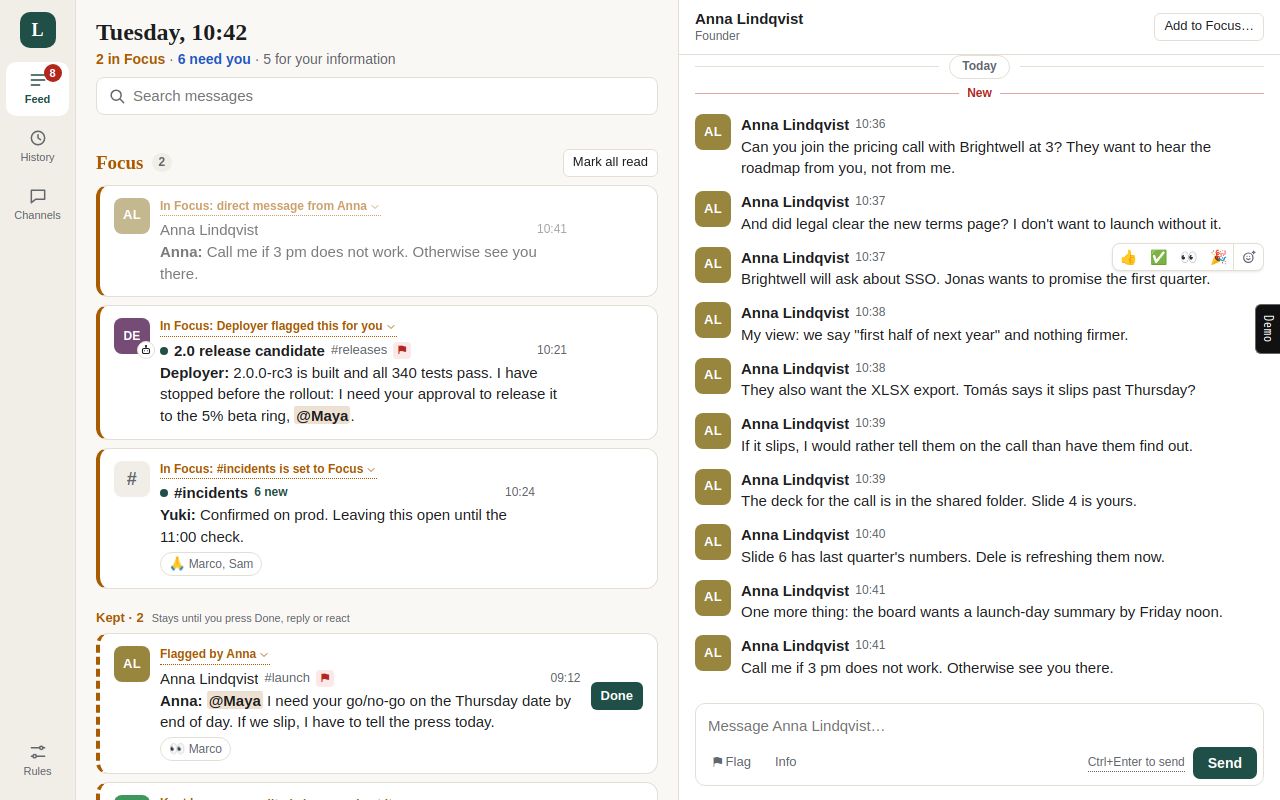 L
Feed
8
History
Channels
Rules
Tuesday, 10:42
2 in Focus · 6 need you · 5 for your information
Search messages
Focus 2
Mark all read
AL
In Focus: direct message from Anna
Anna Lindqvist 10:41
Anna: Call me if 3 pm does not work. Otherwise see you
there.
DE
In Focus: Deployer flagged this for you
2.0 release candidate #releases 10:21
Deployer: 2.0.0-rc3 is built and all 340 tests pass. I have
stopped before the rollout: I need your approval to release it
to the 5% beta ring, @Maya.
#
In Focus: #incidents is set to Focus
#incidents 6 new 10:24
Yuki: Confirmed on prod. Leaving this open until the
11:00 check.
🙏 Marco, Sam
Kept · 2 Stays until you press Done, reply or react
AL
Flagged by Anna
Anna Lindqvist #launch 09:12
Anna: @Maya I need your go/no-go on the Thursday date by
end of day. If we slip, I have to tell the press today.
Done
👀 Marco
Anna Lindqvist
Founder
Add to Focus…
Today
New
AL
Anna Lindqvist 10:36
Can you join the pricing call with Brightwell at 3? They want to hear the
roadmap from you, not from me.
AL
Anna Lindqvist 10:37
And did legal clear the new terms page? I don't want to launch without it.
AL
Anna Lindqvist 10:37
👍 ✅ 👀 🎉
Brightwell will ask about SSO. Jonas wants to promise the first quarter.
AL
Anna Lindqvist 10:38
My view: we say "first half of next year" and nothing firmer.
AL
Anna Lindqvist 10:38
They also want the XLSX export. Tomás says it slips past Thursday?
AL
Anna Lindqvist 10:39
If it slips, I would rather tell them on the call than have them find out.
AL
Anna Lindqvist 10:39
The deck for the call is in the shared folder. Slide 4 is yours.
AL
Anna Lindqvist 10:40
Slide 6 has last quarter's numbers. Dele is refreshing them now.
AL
Anna Lindqvist 10:41
One more thing: the board wants a launch-day summary by Friday noon.
AL
Anna Lindqvist 10:41
Call me if 3 pm does not work. Otherwise see you there.
Message Anna Lindqvist…
Flag Info Ctrl+Enter to send Send
Demo